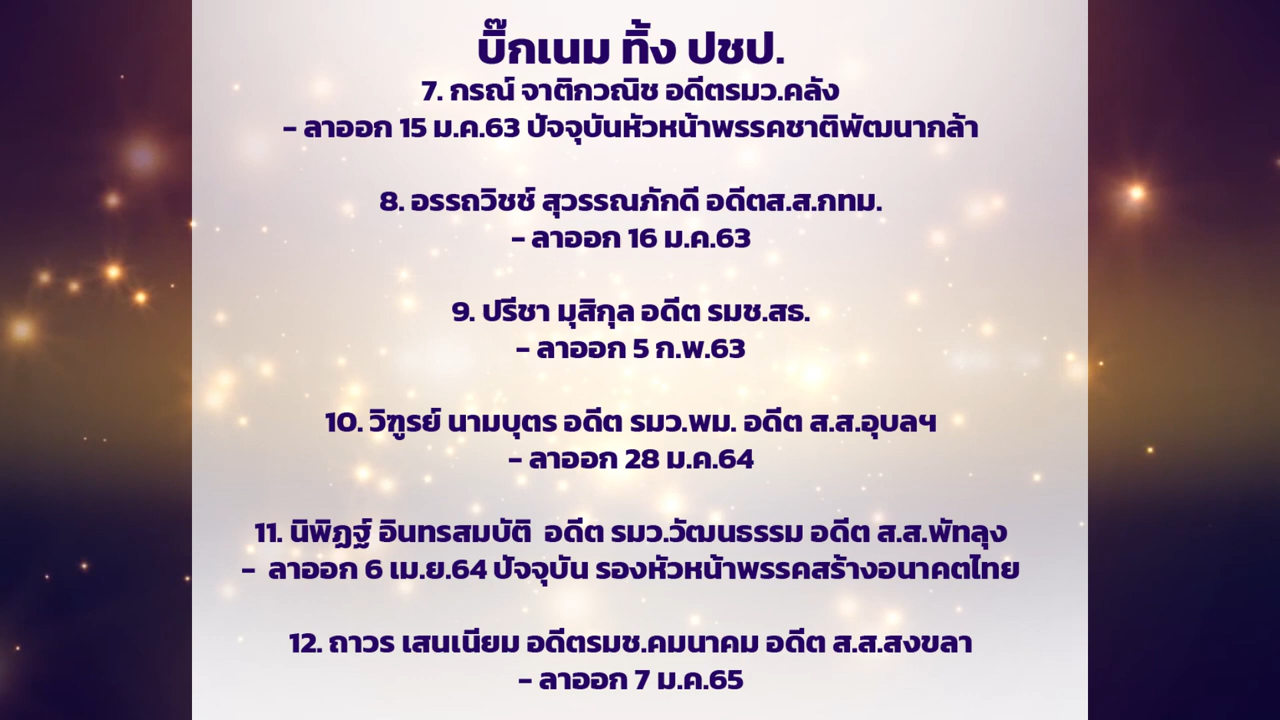 บิ๊กเนม ทิ้ง ปชป.
7. กรณ์ จาติกวณิช อดีตรมว.คลัง
- ลาออก 15 ม.ค.63 ปัจจุบันหัวหน้าพรรคชาติพัฒนากล้า
8. อรรถวิชช์ สุวรรณภักดี อดีตส.ส.กทม.
- ลาออก 16 ม.ค.63
9. ปรีชา มุสิกุล อดีต รมช.สธ.
- ลาออก 5 ก.พ.63
10. วิฑูรย์ นามบุตร อดีต รมว.พม. อดีต ส.ส.อุบลฯ
- ลาออก 28 ม.ค.64
11. นิพิฏฐ์ อินทรสมบัติ  อดีต รมว.วัฒนธรรม อดีต ส.ส.พัทลุง
-  ลาออก 6 เม.ย.64 ปัจจุบัน รองหัวหน้าพรรคสร้างอนาคตไทย
12. ถาวร เสนเนียม อดีตรมช.คมนาคม อดีต ส.ส.สงขลา
- ลาออก 7 ม.ค.65